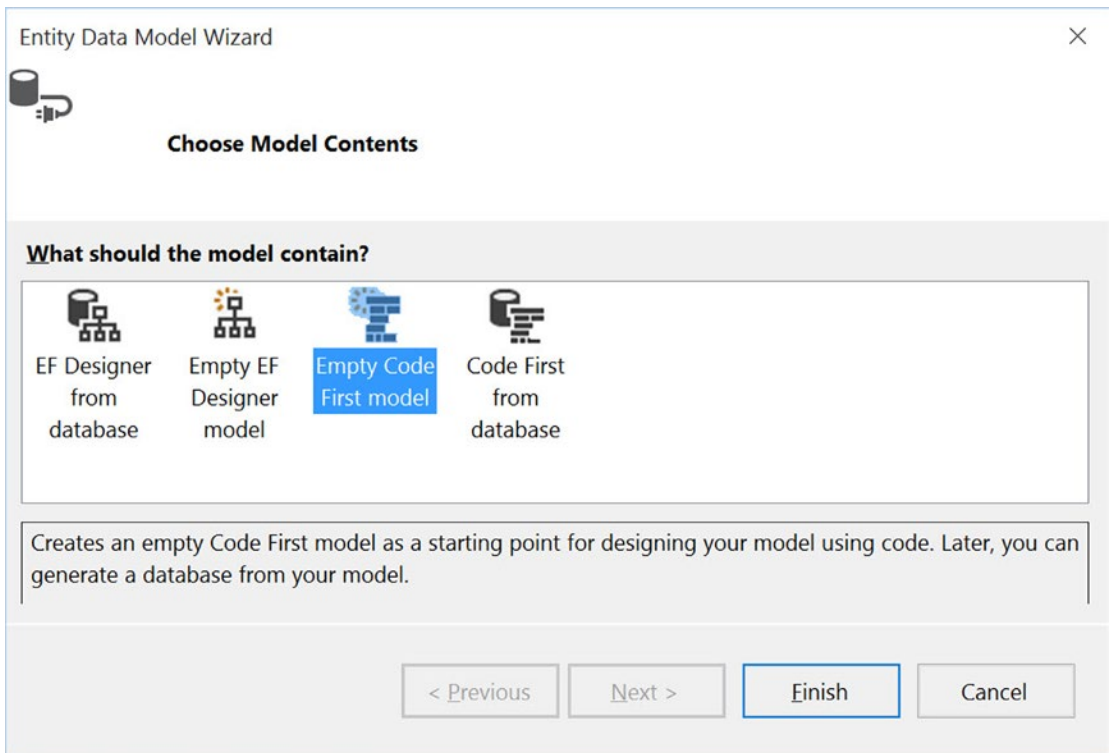 Entity Data Model Wizard
Choose Model Contents
What should the model contain?
EF Designer
from
database
Empty EF
Designer
model
Empty Code
First model
Code First
from
database
Creates an empty Code First model as a starting point for designing your model using code. Later, you can
generate a database from your model.
< Previous
Next >
Finish
Cancel